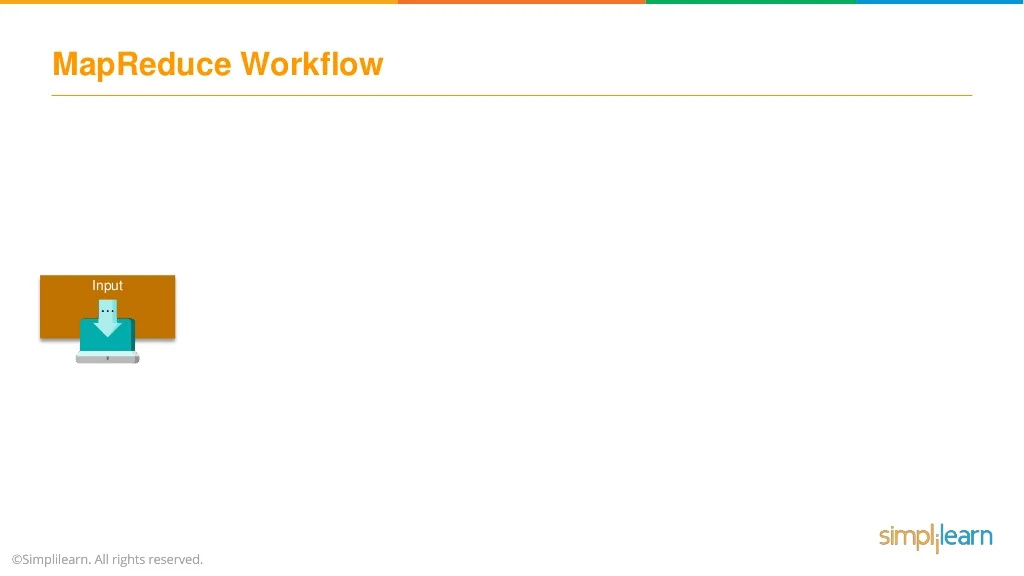 MapReduce Workflow
Input
simplilearn
©Simplilearn. All rights reserved.